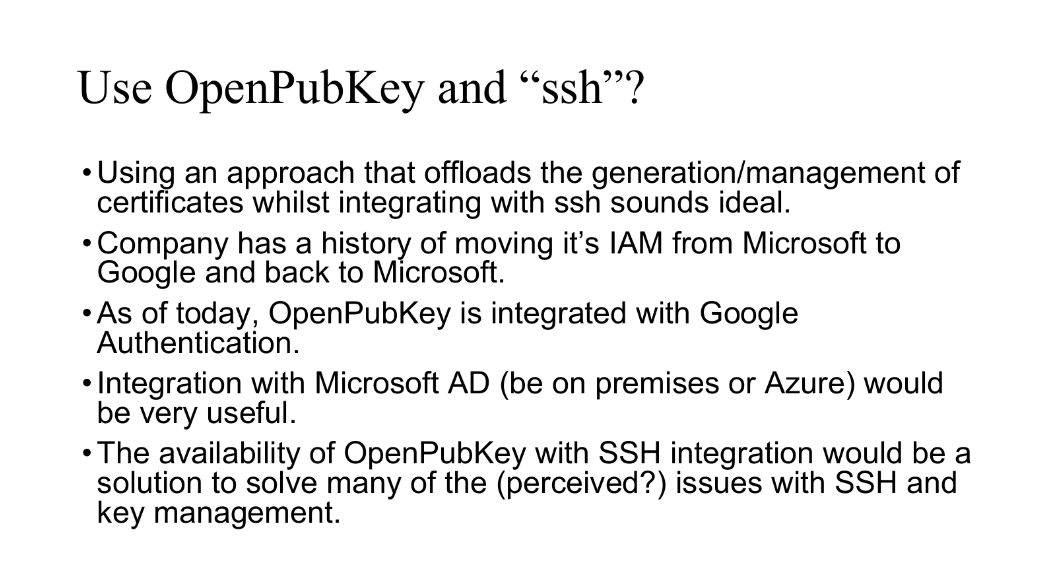 Use OpenPubKey and “ssh”?
•Using an approach that offloads the generation/management of
certificates whilst integrating with ssh sounds ideal.
•Company has a history of moving it’s IAM from Microsoft to
Google and back to Microsoft.
•As of today, OpenPubKey is integrated with Google
Authentication.
•Integration with Microsoft AD (be on premises or Azure) would
be very useful.
•The availability of OpenPubKey with SSH integration would be a
solution to solve many of the (perceived?) issues with SSH and
key management.